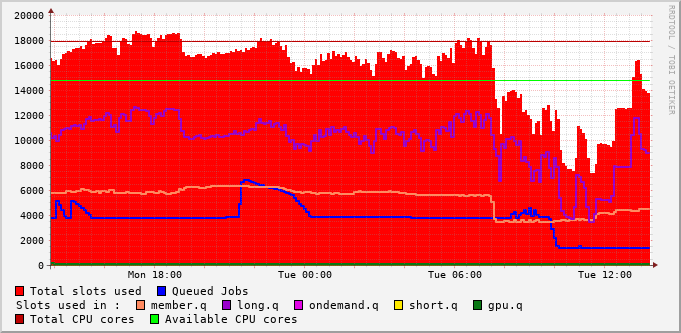 20000
18000
16000
14000
12000
10000
8000
6000
4000
2000
0
Mon 18:00 Tue 00:00 Tue 06:00 Tue 12:00
Total slots used Queued Jobs
Slots used in : member.q long.q ondemand.q short.q gpu.q
Total CPU cores Available CPU cores
RRDTOOL / TOBI OETIKER